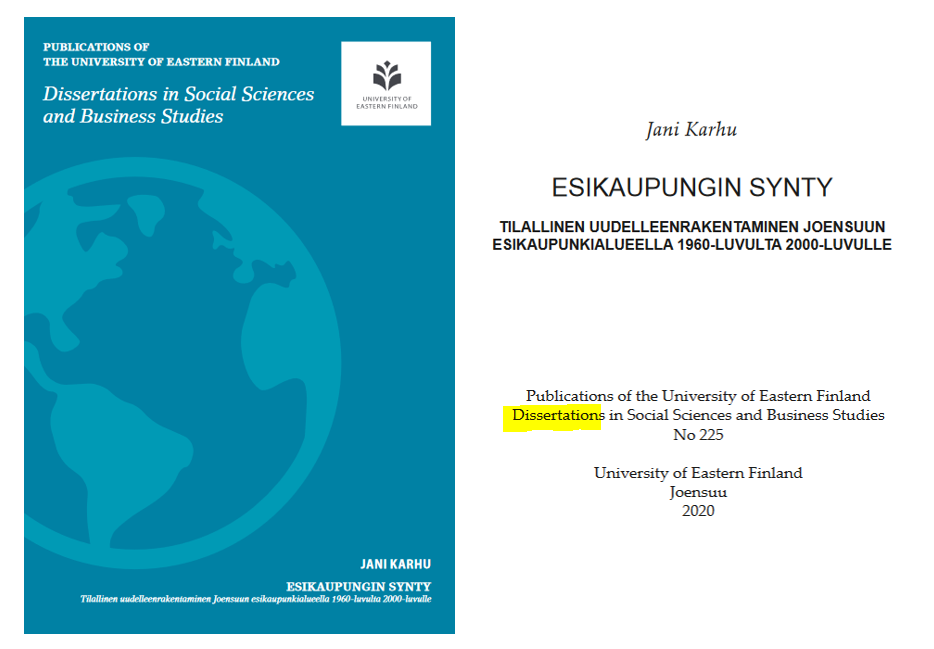 PUBLICATIONS OF
THE UNIVERSITY OF EASTERN FINLAND
Dissertations in Social Sciences
and Business Studies
UNIVERSITY OF
EASTERN FINLAND
JANI KARHU
ESIKAUPUNGIN SYNTY
Tilallinen uudelleenrakentaminen Joensuun esikaupunkialueella 1960-luvulta 2000-luvulle
Jani Karhu
ESIKAUPUNGIN SYNTY
TILALLINEN UUDELLEENRAKENTAMINEN JOENSUUN
ESIKAUPUNKIALUEELLA 1960-LUVULTA 2000-LUVULLE
Publications of the University of Eastern Finland
Dissertations in Social Sciences and Business Studies
No 225
University of Eastern Finland
Joensuu
2020